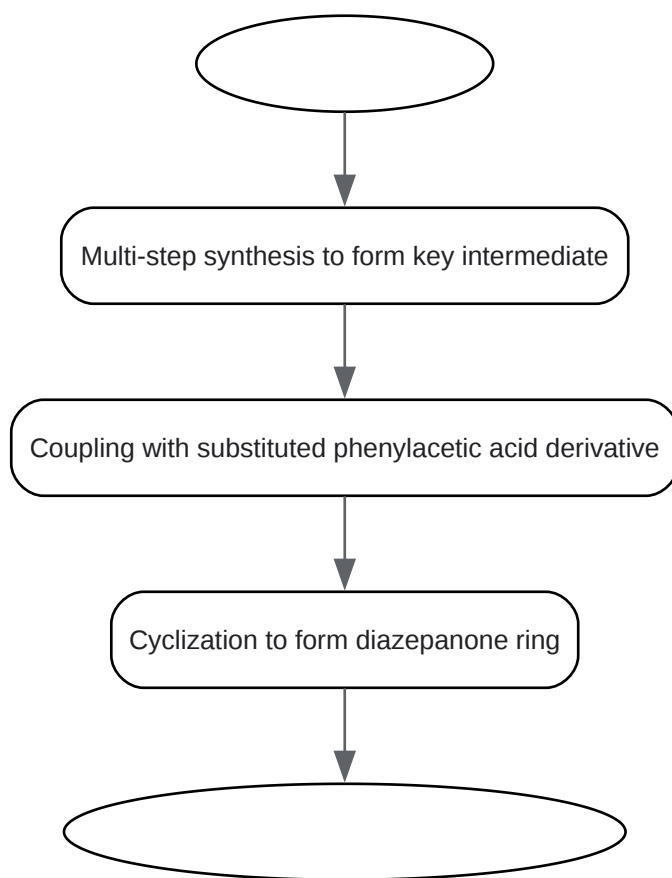 Multi-step synthesis to form key intermediate
Coupling with substituted phenylacetic acid derivative
Cyclization to form diazepanone ring